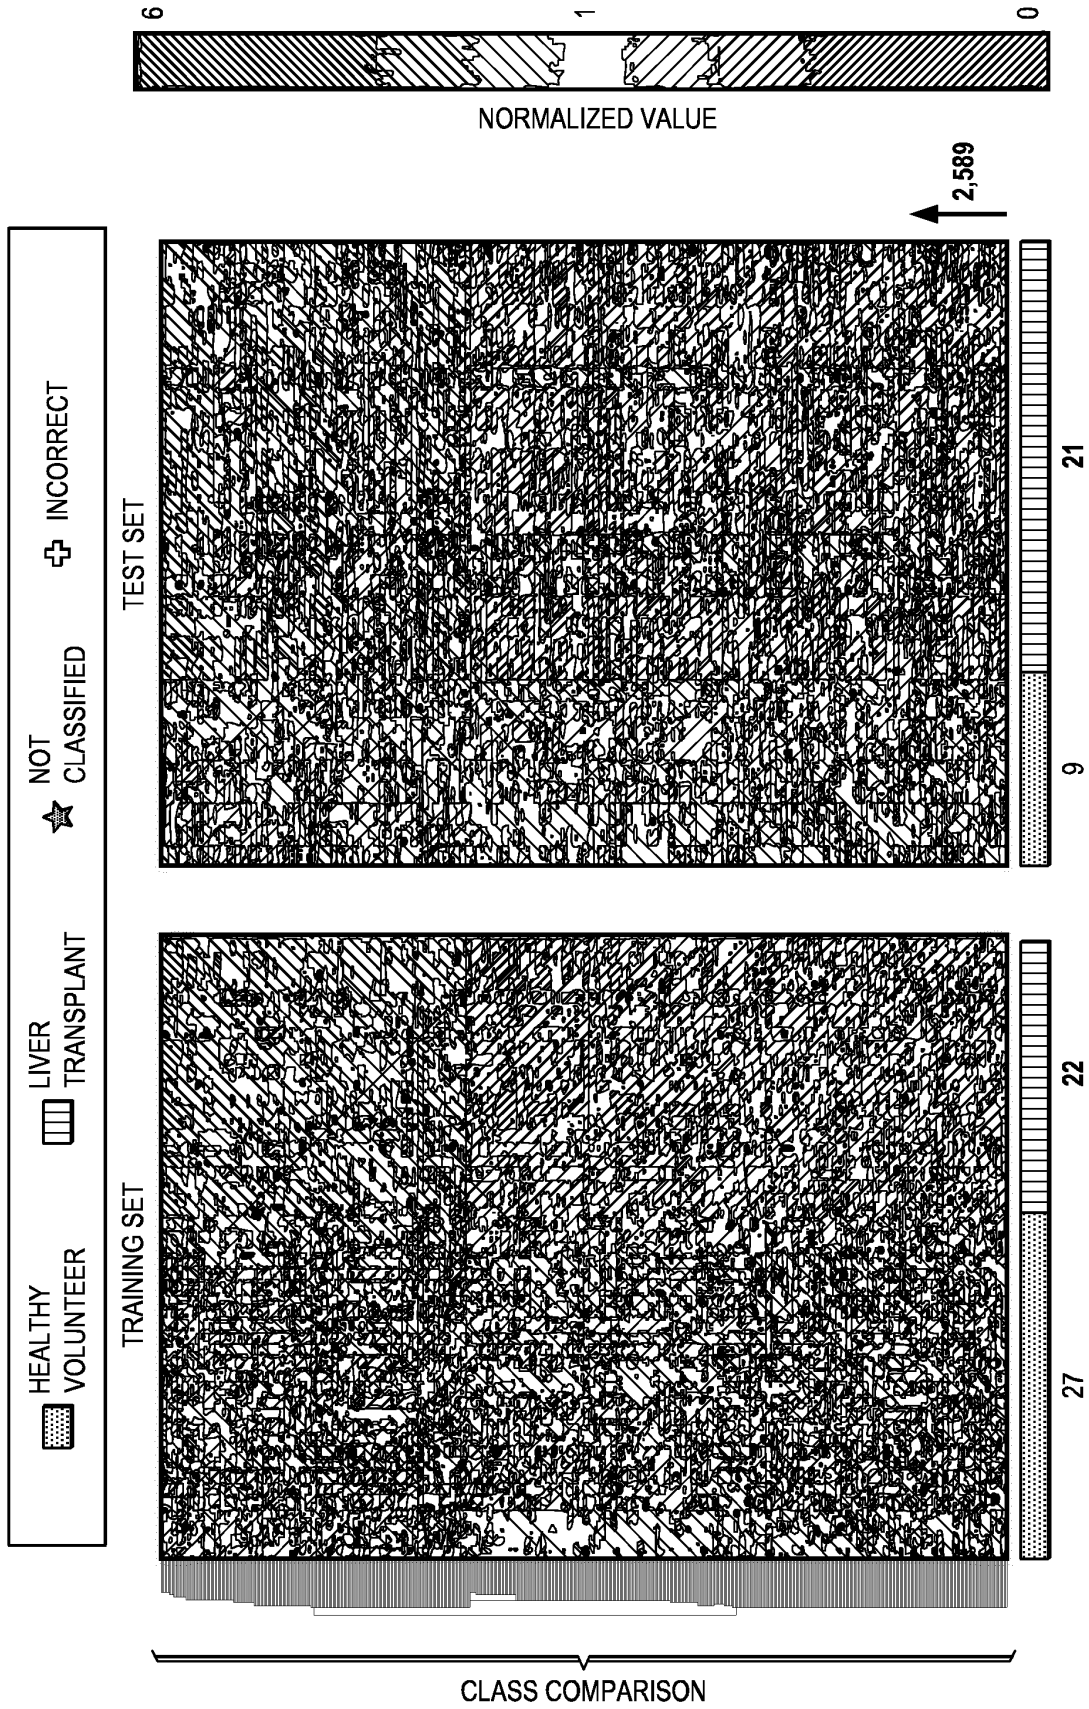 HEALTHY
VOLUNTEER
LIVER
TRANSPLANT
NOT
CLASSIFIED
INCORRECT
TRAINING SET
TEST SET
CLASS COMPARISON
27
22
9
21
2,589
NORMALIZED VALUE
0
1
6